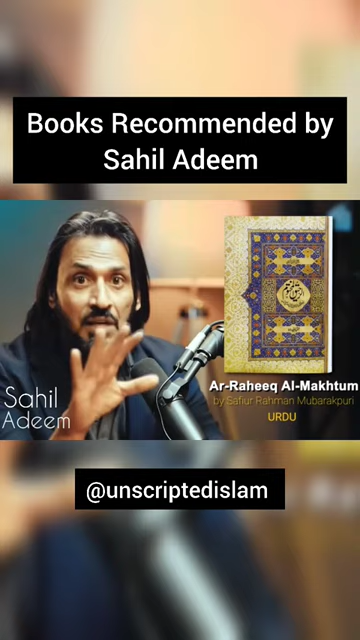 Books Recommended by
Sahil Adeem
Sahil
Adeem
Ar-Raheeq Al-Makhtum
by Safiur Rahman Mubarakpuri
URDU
@unscriptedislam